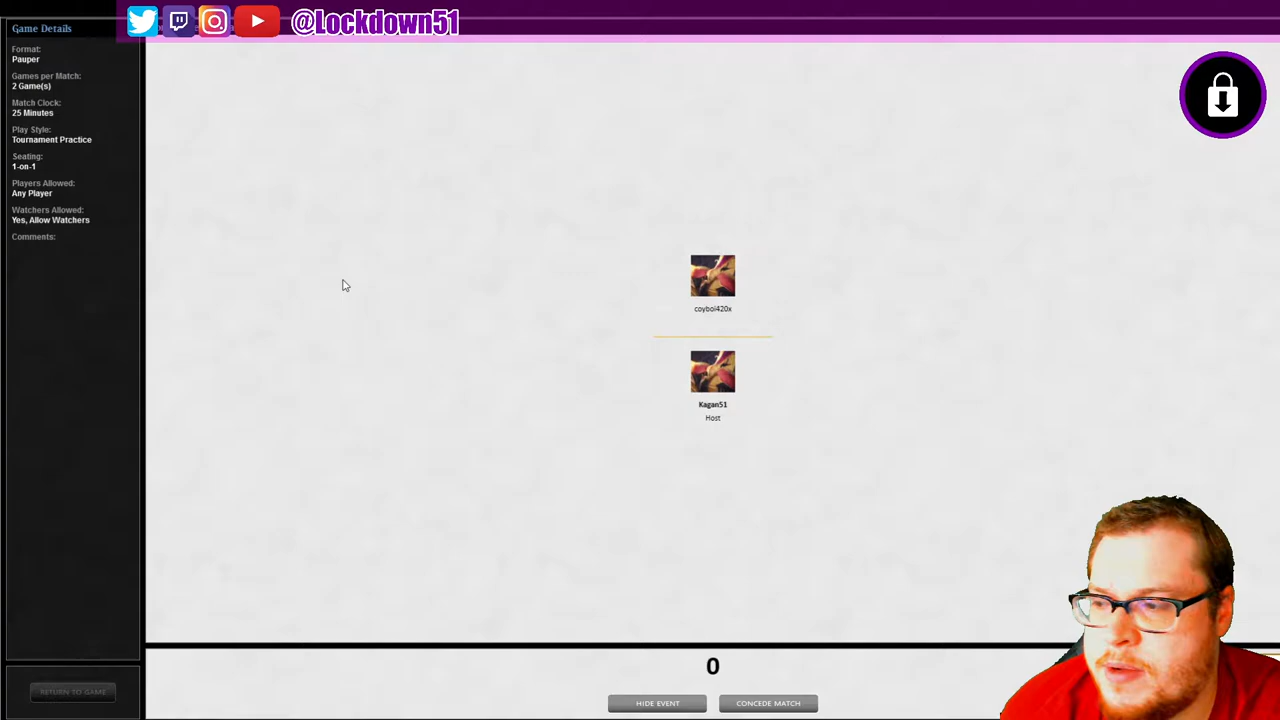 @Lockdown51
Game Details
Format:
Pauper
Games per Match:
2 Game(s)
Match Clock:
25 Minutes
Play Style:
Tournament Practice
Seating:
1-on-1
Players Allowed:
Any Player
Watchers Allowed:
Yes, Allow Watchers
Comments:
coyboi420x
Kagan51
Host
0
RETURN TO GAME
HIDE EVENT
CONCEDE MATCH